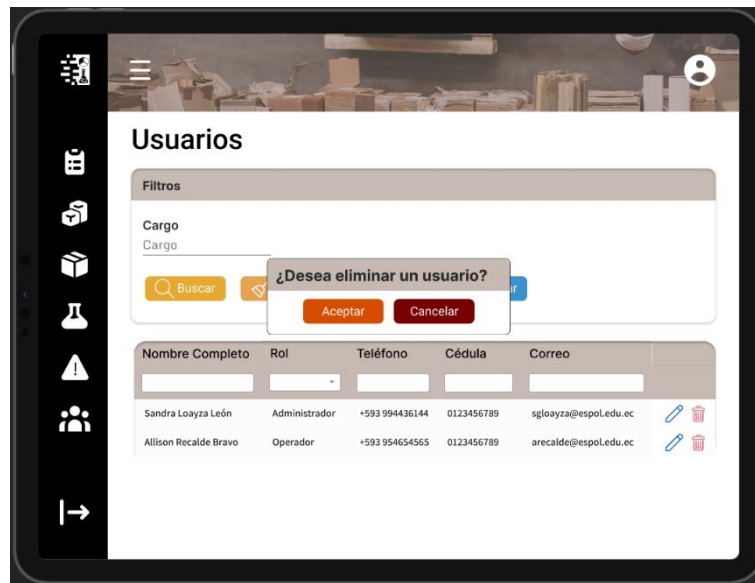 Usuarios
Filtros
Cargo
Cargo
¿Desea eliminar un usuario?
Buscar
Aceptar Cancelar
Nombre Completo Rol Teléfono Cédula Correo
Sandra Loayza León Administrador +593 994436144 0123456789 sgloayza@espol.edu.ec
Allison Recalde Bravo Operador +593 954654565 0123456789 arecalde@espol.edu.ec